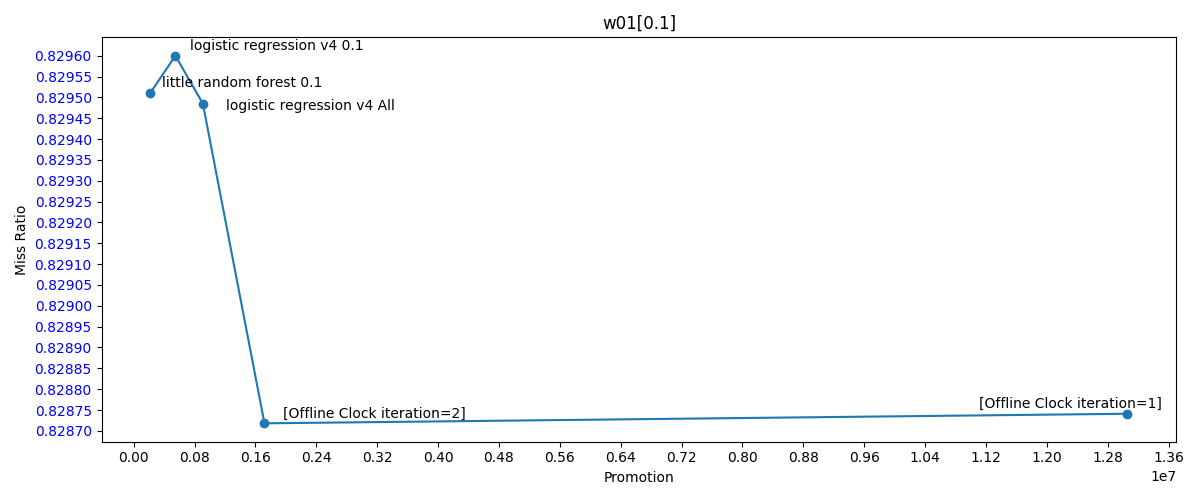 w01[0.1]
0.82960
0.82955
0.82950
0.82945
0.82940
0.82935
0.82930
0.82925
0.82920
0.82915
0.82910
0.82905
0.82900
0.82895
0.82890
0.82885
0.82880
0.82875
0.82870
Miss Ratio
logistic regression v4 0.1
little random forest 0.1
logistic regression v4 All
[Offline Clock iteration=2]
[Offline Clock iteration=1]
0.00 0.08 0.16 0.24 0.32 0.40 0.48 0.56 0.64 0.72 0.80 0.88 0.96 1.04 1.12 1.20 1.28 1.36
1e7
Promotion